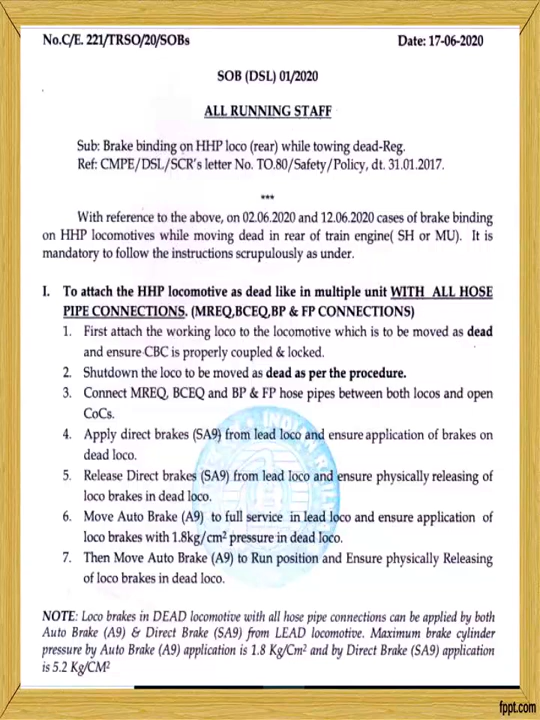 No.C/E. 221/TRSO/20/SOBs Date: 17-06-2020
SOB (DSL) 01/2020
ALL RUNNING STAFF
Sub: Brake binding on HHP loco (rear) while towing dead-Reg.
Ref: CMPE/DSL/SCR's letter No. TO.80/Safety/Policy, dt. 31.01.2017.
***
With reference to the above, on 02.06.2020 and 12.06.2020 cases of brake binding
on HHP locomotives while moving dead in rear of train engine( SH or MU). It is
mandatory to follow the instructions scrupulously as under.
I. To attach the HHP locomotive as dead like in multiple unit WITH ALL HOSE
PIPE CONNECTIONS. (MREQ,BCEQ,BP & FP CONNECTIONS)
1. First attach the working loco to the locomotive which is to be moved as dead
and ensure CBC is properly coupled & locked.
2. Shutdown the loco to be moved as dead as per the procedure.
3. Connect MREQ, BCEQ and BP & FP hose pipes between both locos and open
CoCs.
4. Apply direct brakes (SA9) from lead loco and ensure application of brakes on
dead loco.
5. Release Direct brakes (SA9) from lead loco and ensure physically releasing of
loco brakes in dead loco.
6. Move Auto Brake (A9) to full service in lead loco and ensure application of
loco brakes with 1.8kg/cm² pressure in dead loco.
7. Then Move Auto Brake (A9) to Run position and Ensure physically Releasing
of loco brakes in dead loco.
NOTE: Loco brakes in DEAD locomotive with all hose pipe connections can be applied by both
Auto Brake (A9) & Direct Brake (SA9) from LEAD locomotive. Maximum brake cylinder
pressure by Auto Brake (A9) application is 1.8 Kg/Cm² and by Direct Brake (SA9) application
is 5.2 Kg/CM²
fppt.com